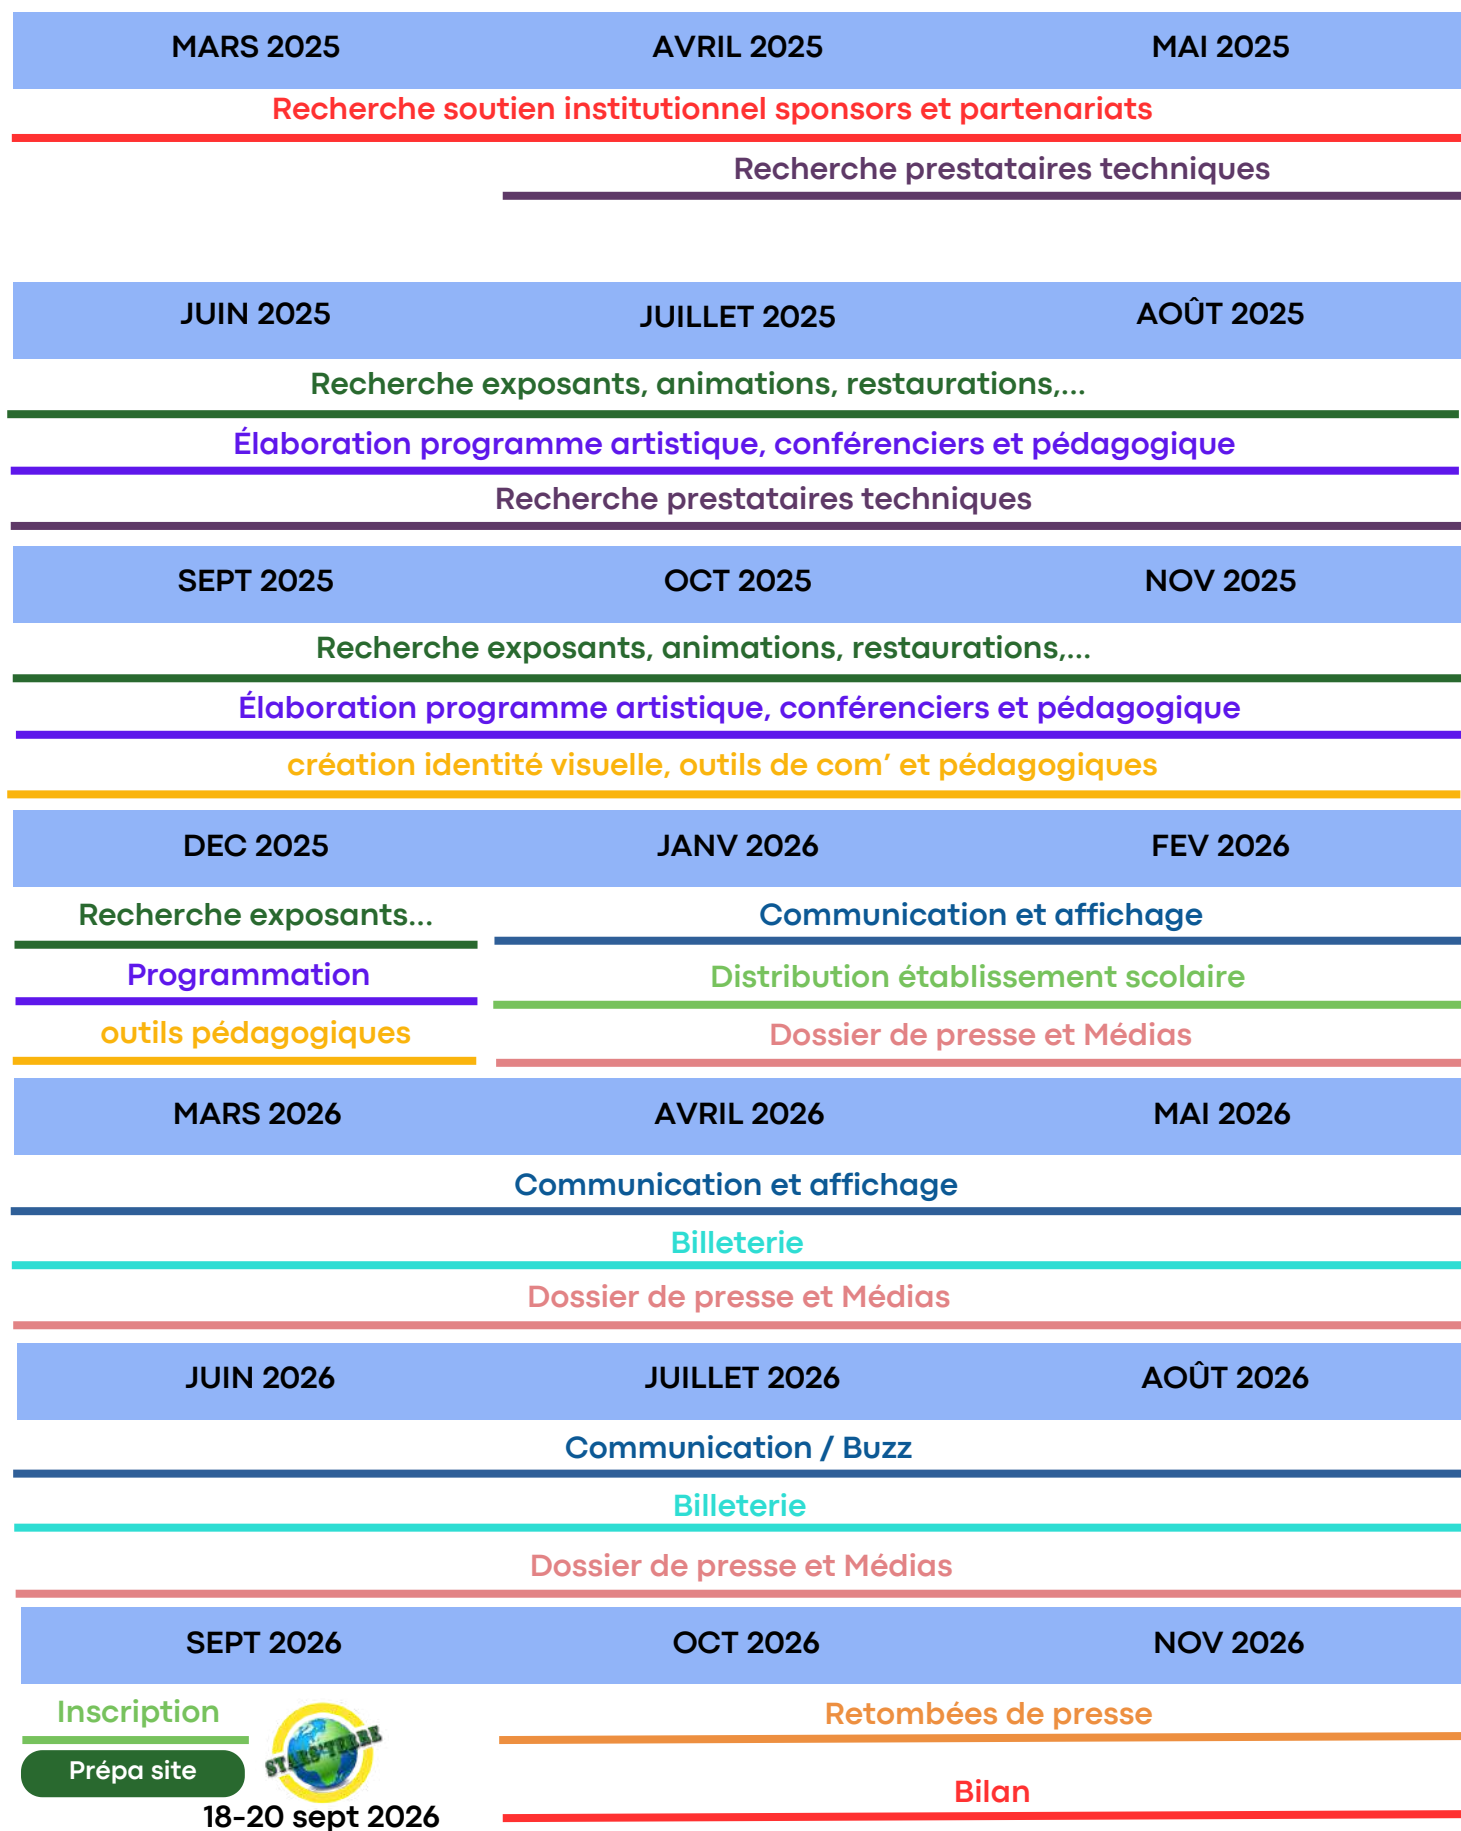 MARS 2025 AVRIL 2025 MAI 2025
Recherche soutien institutionnel sponsors et partenariats
Recherche prestataires techniques
JUIN 2025 JUILLET 2025 AOÛT 2025
Recherche exposants, animations, restaurations,...
Élaboration programme artistique, conférenciers et pédagogique
Recherche prestataires techniques
SEPT 2025 OCT 2025 NOV 2025
Recherche exposants, animations, restaurations,...
Élaboration programme artistique, conférenciers et pédagogique
création identité visuelle, outils de com’ et pédagogiques
DEC 2025 JANV 2026 FEV 2026
Recherche exposants... Communication et affichage
Programmation Distribution établissement scolaire
outils pédagogiques Dossier de presse et Médias
MARS 2026 AVRIL 2026 MAI 2026
Communication et affichage
Billeterie
Dossier de presse et Médias
JUIN 2026 JUILLET 2026 AOÛT 2026
Communication / Buzz
Billeterie
Dossier de presse et Médias
SEPT 2026 OCT 2026 NOV 2026
Inscription Retombées de presse
STARS'TERRE
Prépa site
Bilan
18-20 sept 2026